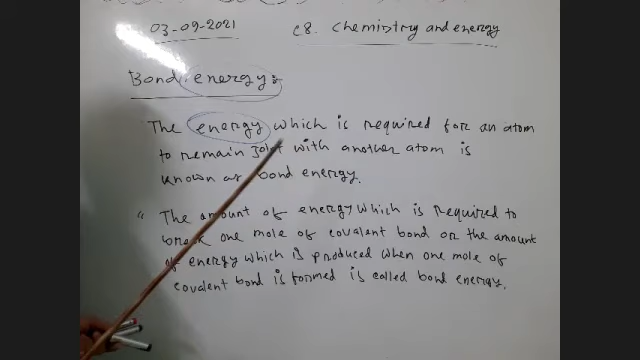 03-09-2021 C8. Chemistry and energy
Bond energy:
The energy which is required for an atom
to remain joint with another atom is
known as bond energy.
" The amount of energy which is required to
break one mole of covalent bond or the amount
of energy which is produced when one mole of
covalent bond is formed is called bond energy.